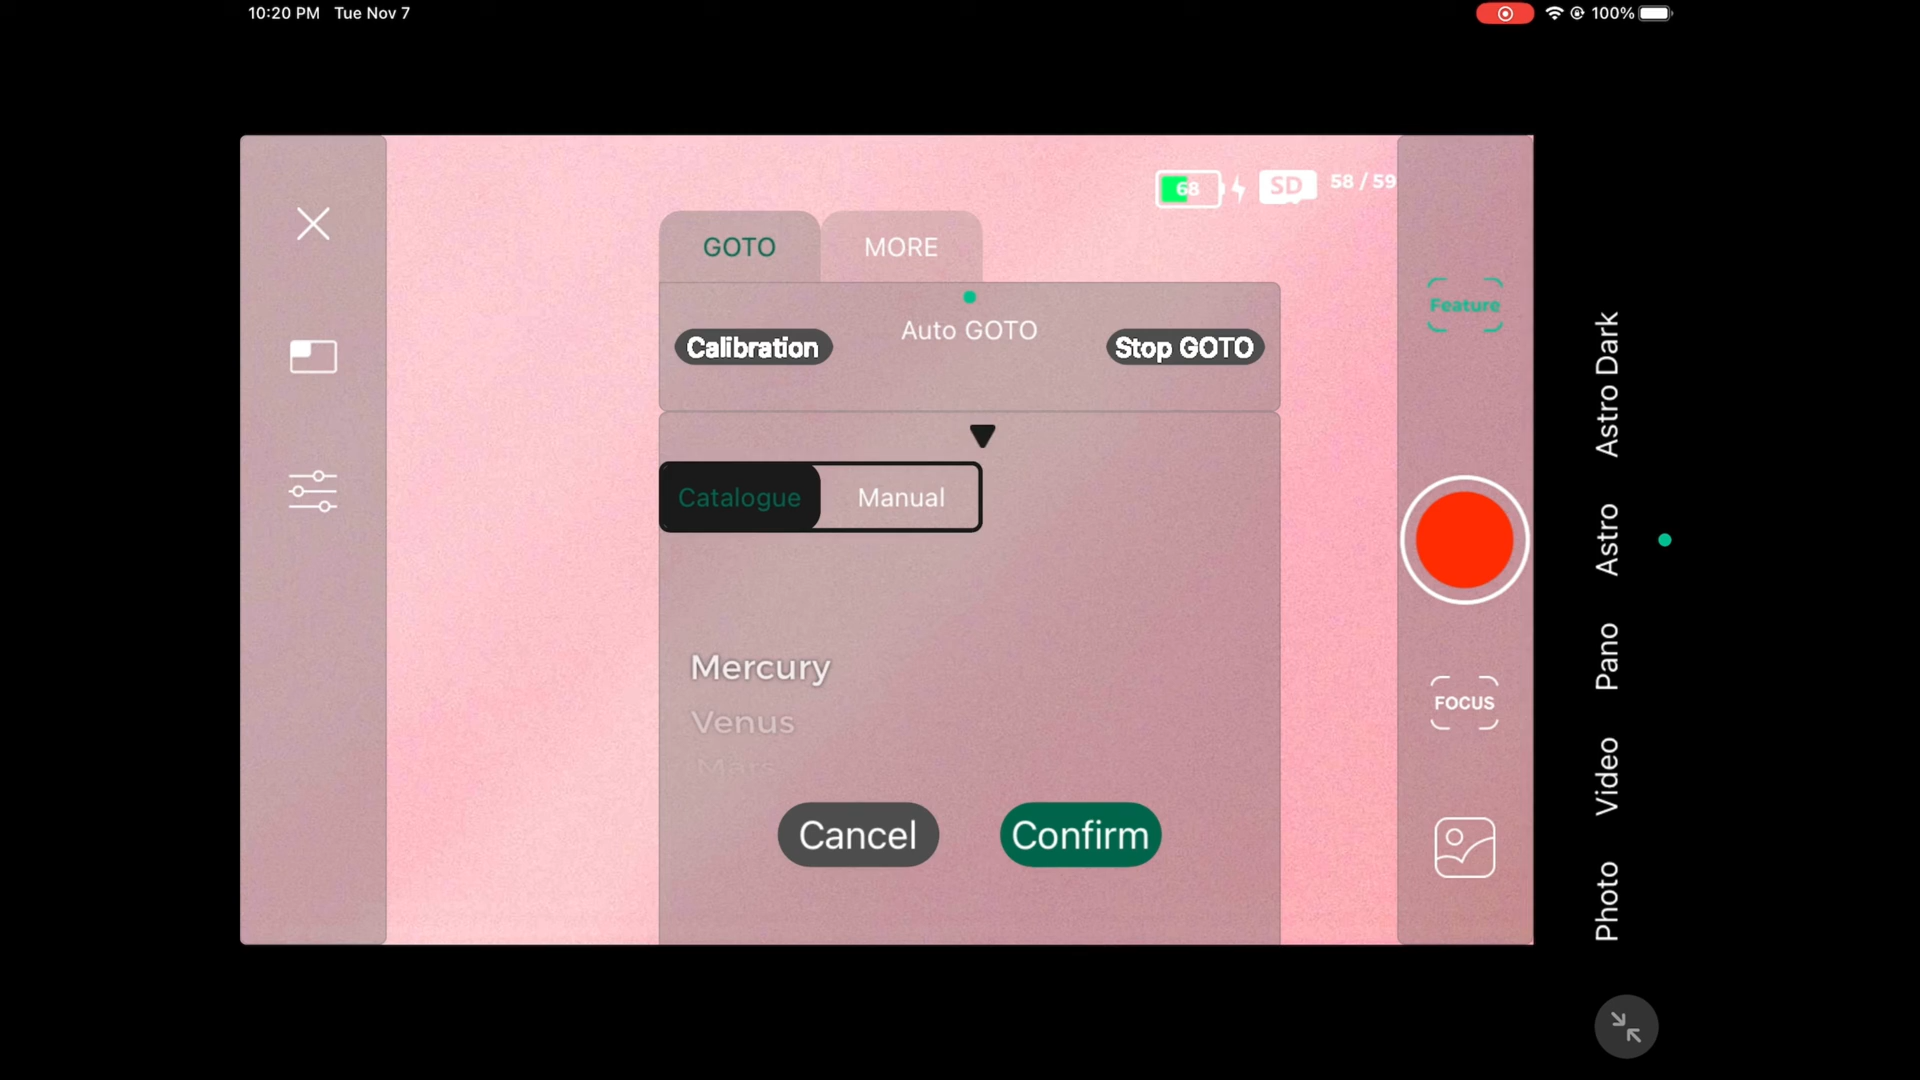 10:20 PM Tue Nov 7
100%
68
SD
58 / 59
GOTO
MORE
Calibration
Auto GOTO
Stop GOTO
Catalogue
Manual
Mercury
Venus
Mars
Cancel
Confirm
Feature
FOCUS
Astro Dark
Astro
Pano
Video
Photo